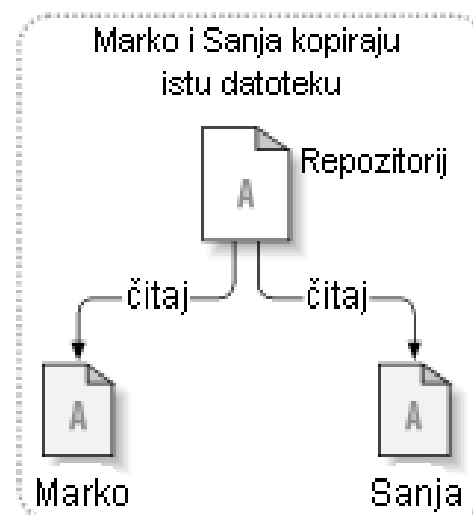 Marko i Sanja kopiraju
istu datoteku
Repozitorij
A
čitaj
čitaj
A
A
Marko
Sanja